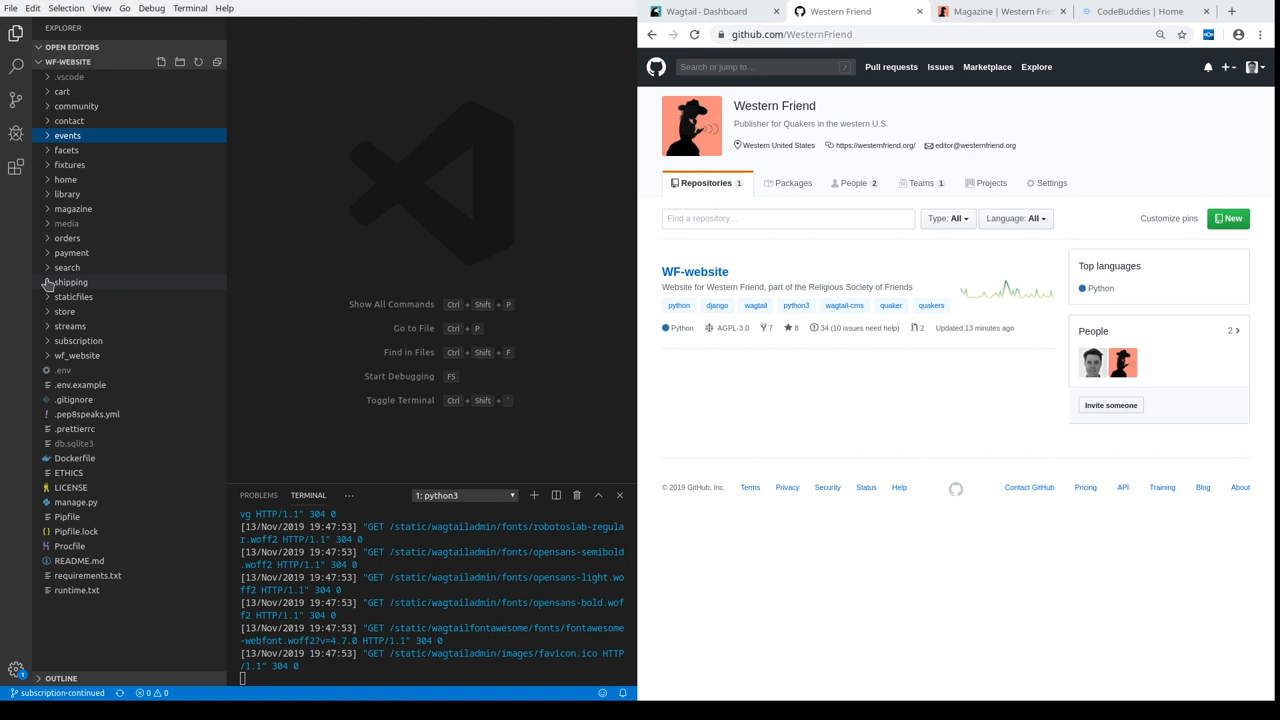 File Edit Selection View Go Debug Terminal Help
EXPLORER
OPEN EDITORS
WF-WEBSITE
.vscode
cart
community
contact
events
facets
fixtures
home
library
magazine
media
orders
payment
search
shipping
staticfiles
store
streams
subscription
wf_website
.env
.env.example
.gitignore
.pep8speaks.yml
.prettierrc
db.sqlite3
Dockerfile
ETHICS
LICENSE
manage.py
Pipfile
Pipfile.lock
Procfile
README.md
requirements.txt
runtime.txt
OUTLINE
1
subscription-continued
0 0
Show All Commands Ctrl + Shift + P
Go to File Ctrl + P
Find in Files Ctrl + Shift + F
Start Debugging F5
Toggle Terminal Ctrl + Shift + `
PROBLEMS TERMINAL ... 1: python3
vg HTTP/1.1" 304 0
[13/Nov/2019 19:47:53] "GET /static/wagtailadmin/fonts/robotoslab-regula
r.woff2 HTTP/1.1" 304 0
[13/Nov/2019 19:47:53] "GET /static/wagtailadmin/fonts/opensans-semibold
.woff2 HTTP/1.1" 304 0
[13/Nov/2019 19:47:53] "GET /static/wagtailadmin/fonts/opensans-light.wo
ff2 HTTP/1.1" 304 0
[13/Nov/2019 19:47:53] "GET /static/wagtailadmin/fonts/opensans-bold.wof
f2 HTTP/1.1" 304 0
[13/Nov/2019 19:47:53] "GET /static/wagtailfontawesome/fonts/fontawesome
-webfont.woff2?v=4.7.0 HTTP/1.1" 304 0
[13/Nov/2019 19:47:53] "GET /static/wagtailadmin/images/favicon.ico HTTP
/1.1" 304 0
Wagtail - Dashboard Western Friend Magazine | Western Frie CodeBuddies | Home
github.com/WesternFriend
Search or jump to... / Pull requests Issues Marketplace Explore
Western Friend
Publisher for Quakers in the western U.S.
Western United States https://westernfriend.org/ editor@westernfriend.org
Repositories 1 Packages People 2 Teams 1 Projects Settings
Find a repository... Type: All Language: All Customize pins New
WF-website
Website for Western Friend, part of the Religious Society of Friends
python django wagtail python3 wagtail-cms quaker quakers
Python AGPL-3.0 7 8 34 (10 issues need help) 2 Updated 13 minutes ago
Top languages
Python
People 2
Invite someone
© 2019 GitHub, Inc. Terms Privacy Security Status Help Contact GitHub Pricing API Training Blog About